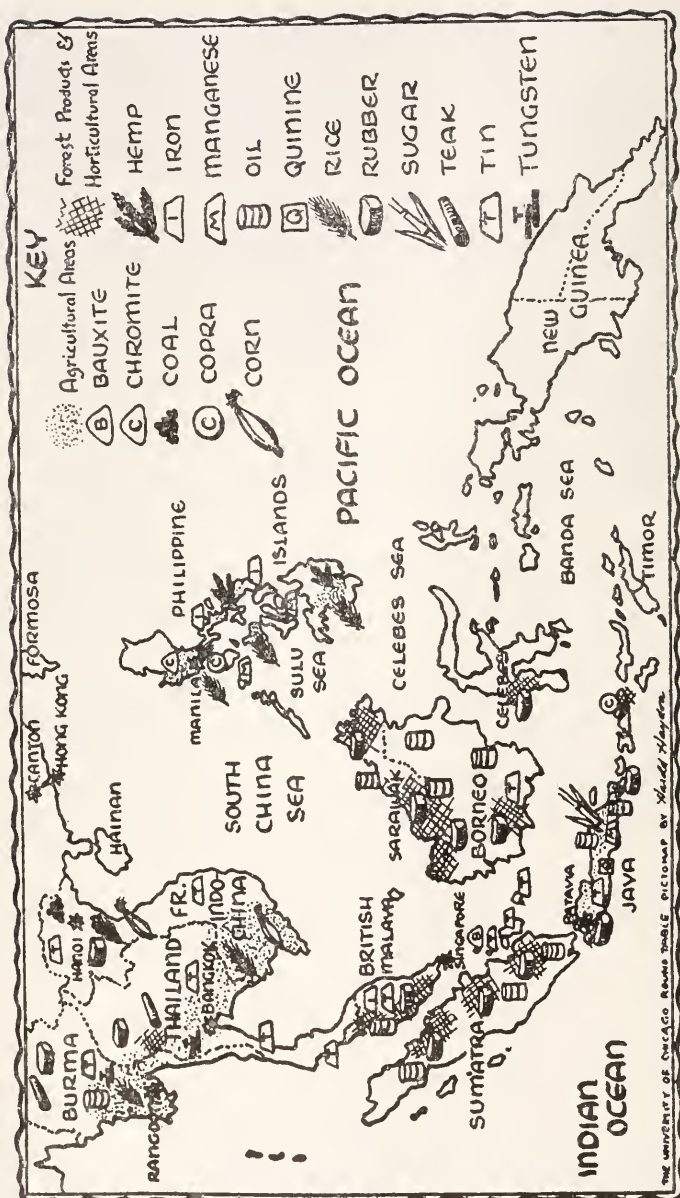 KEY
Agricultural Areas
BAUXITE
CHROMITE
COAL
COPRA
CORN
Forest Products &
Horticultural Areas
HEMP
IRON
MANGANESE
OIL
QUININE
RICE
RUBBER
SUGAR
TEAK
TIN
TUNGSTEN
B
C
C
I
M
Q
T
T
FORMOSA
CANTON
HONG KONG
HAINAN
HANOI
BURMA
RANGOON
THAILAND
BANGKOK
FR.
INDO
CHINA
SOUTH
CHINA
SEA
PHILIPPINE
ISLANDS
MANILA
SULU
SEA
PACIFIC OCEAN
CELEBES SEA
BRITISH
MALAYA
SINGAPORE
SARAWAK
BORNEO
CELEBES
SUMATRA
BATAVIA
JAVA
BANDA SEA
TIMOR
NEW
GUINEA
INDIAN
OCEAN
THE UNIVERSITY OF CHICAGO ROUND TABLE PICTOMAP BY